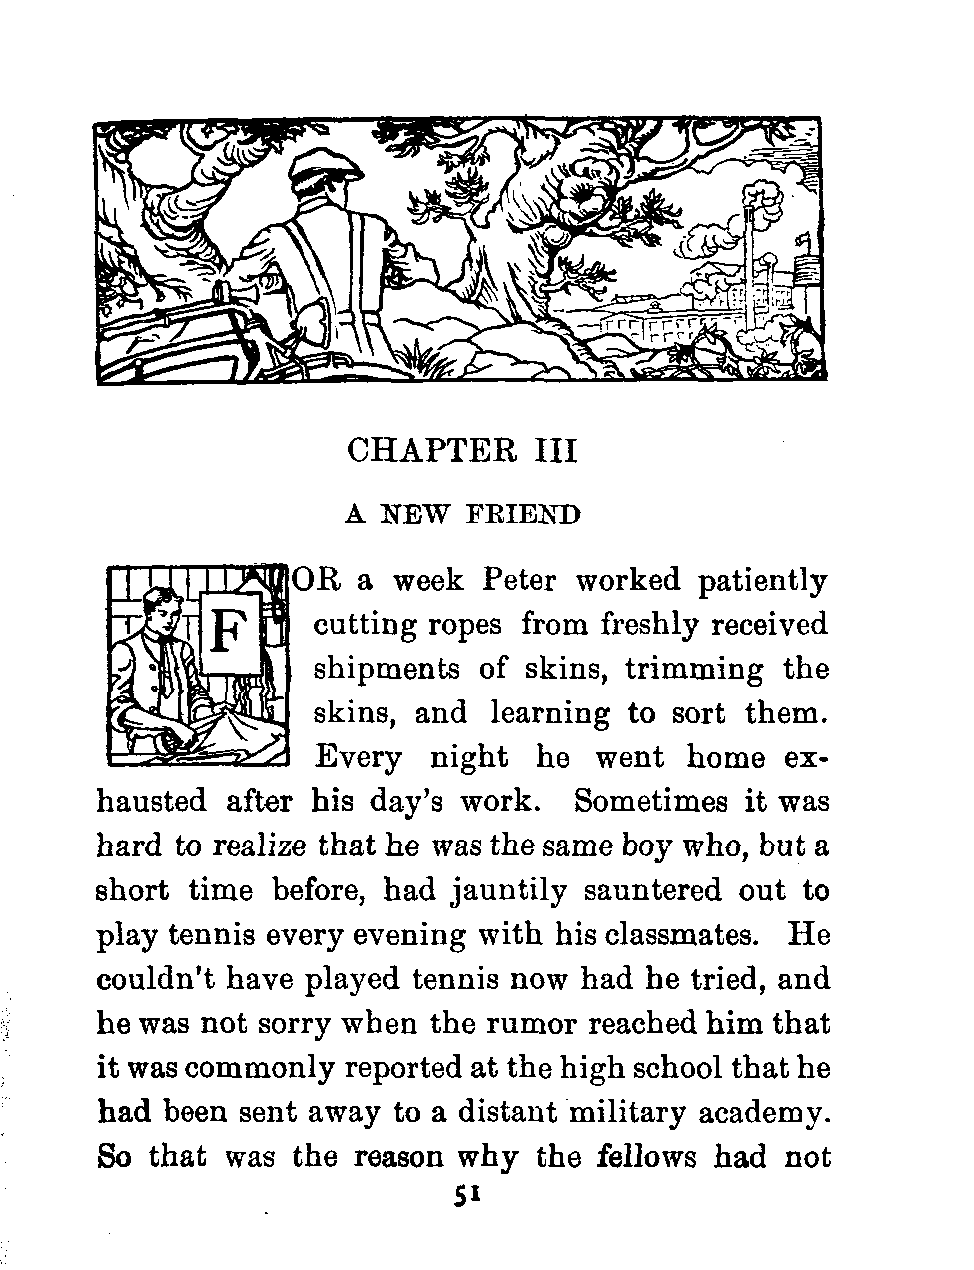 CHAPTER III
A NEW FRIEND
FOR a week Peter worked patiently
cutting ropes from freshly received
shipments of skins, trimming the
skins, and learning to sort them.
Every night he went home ex-
hausted after his day's work. Sometimes it was
hard to realize that he was the same boy who, but a
short time before, had jauntily sauntered out to
play tennis every evening with his classmates. He
couldn't have played tennis now had he tried, and
he was not sorry when the rumor reached him that
it was commonly reported at the high school that he
had been sent away to a distant military academy.
So that was the reason why the fellows had not
51